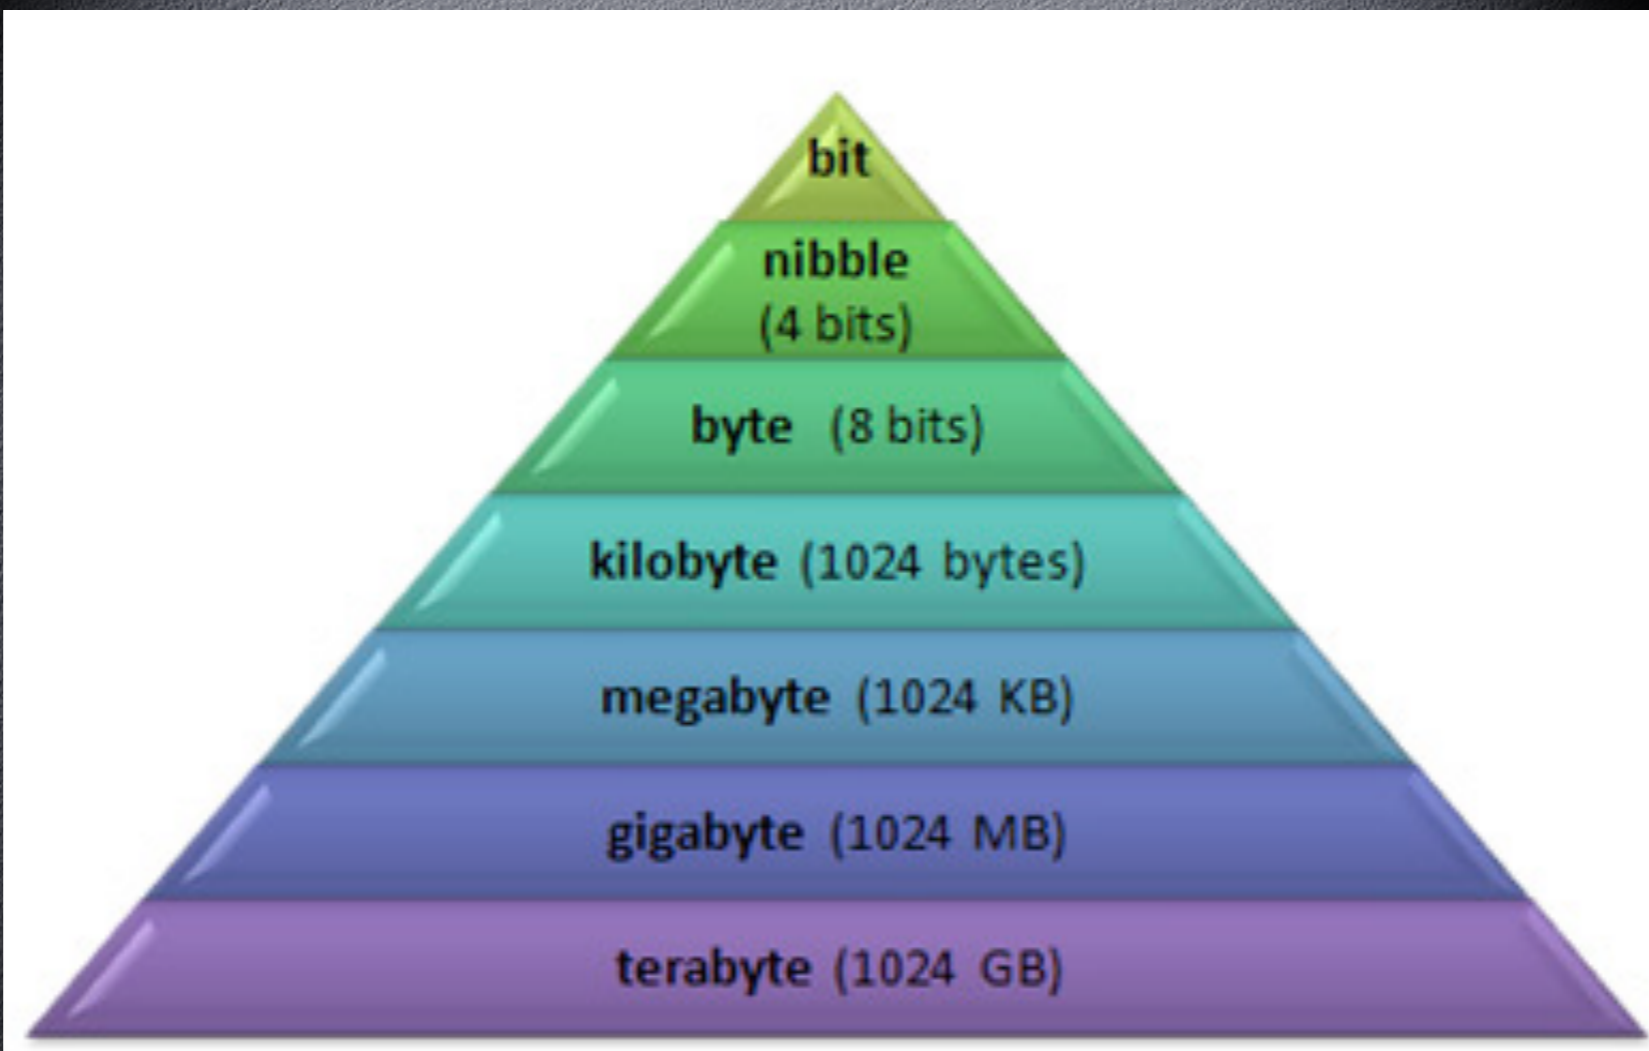 bit
nibble
(4 bits)
byte (8 bits)
kilobyte (1024 bytes)
megabyte (1024 KB)
gigabyte (1024 MB)
terabyte (1024 GB)